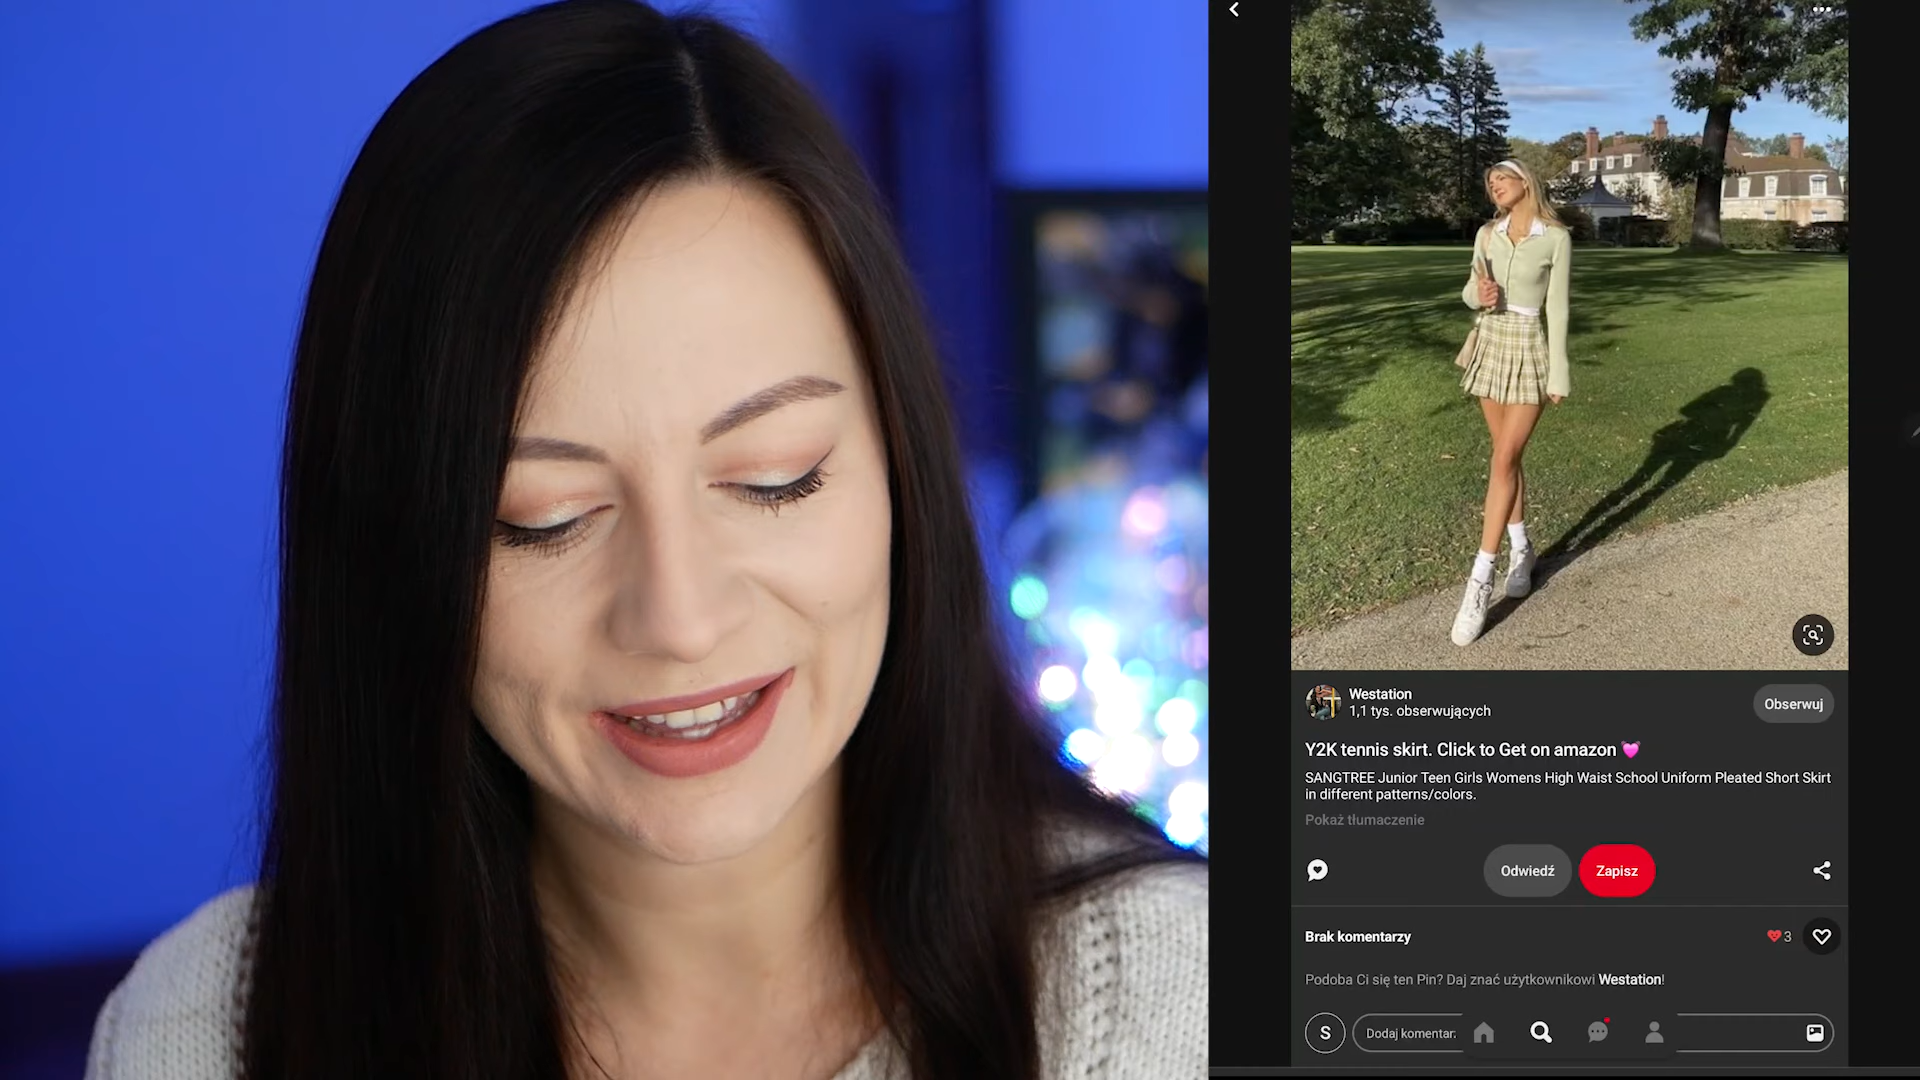 Westation
1,1 tys. obserwujących
Obserwuj
Y2K tennis skirt. Click to Get on amazon 💓
SANGTREE Junior Teen Girls Womens High Waist School Uniform Pleated Short Skirt
in different patterns/colors.
Pokaż tłumaczenie
Odwiedź
Zapisz
Brak komentarzy
3
Podoba Ci się ten Pin? Daj znać użytkownikowi Westation!
S
Dodaj komentarz